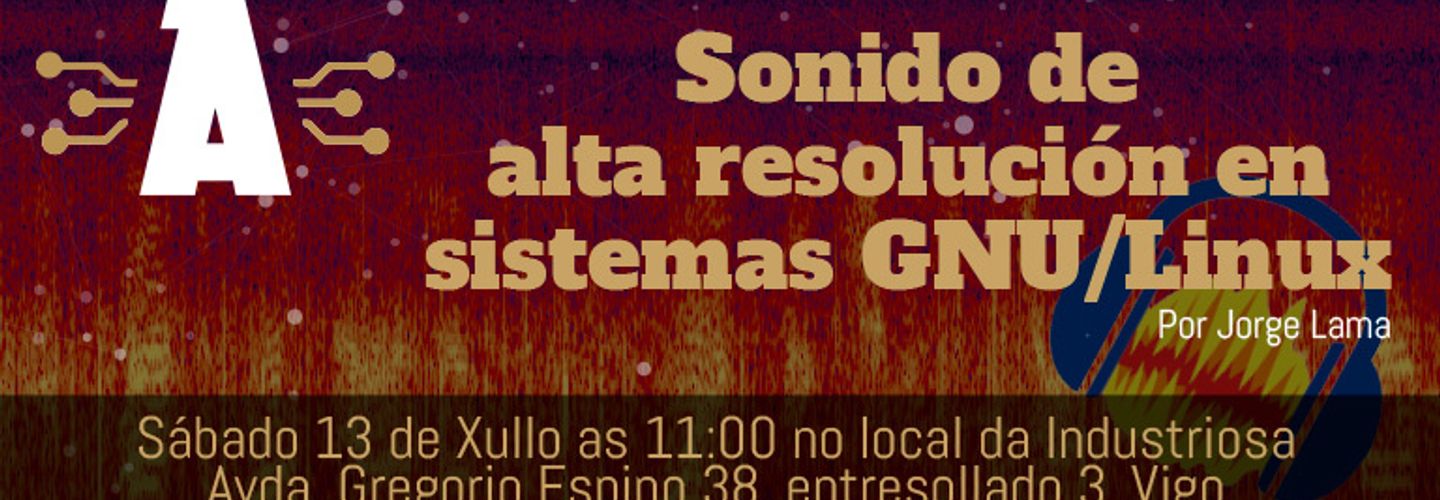 A
Sonido de
alta resolución en
sistemas GNU/Linux
Por Jorge Lama
Sábado 13 de Xullo as 11:00 no local da Industriosa
Avda. Gregorio Espino 38, entresollado 3, Vigo